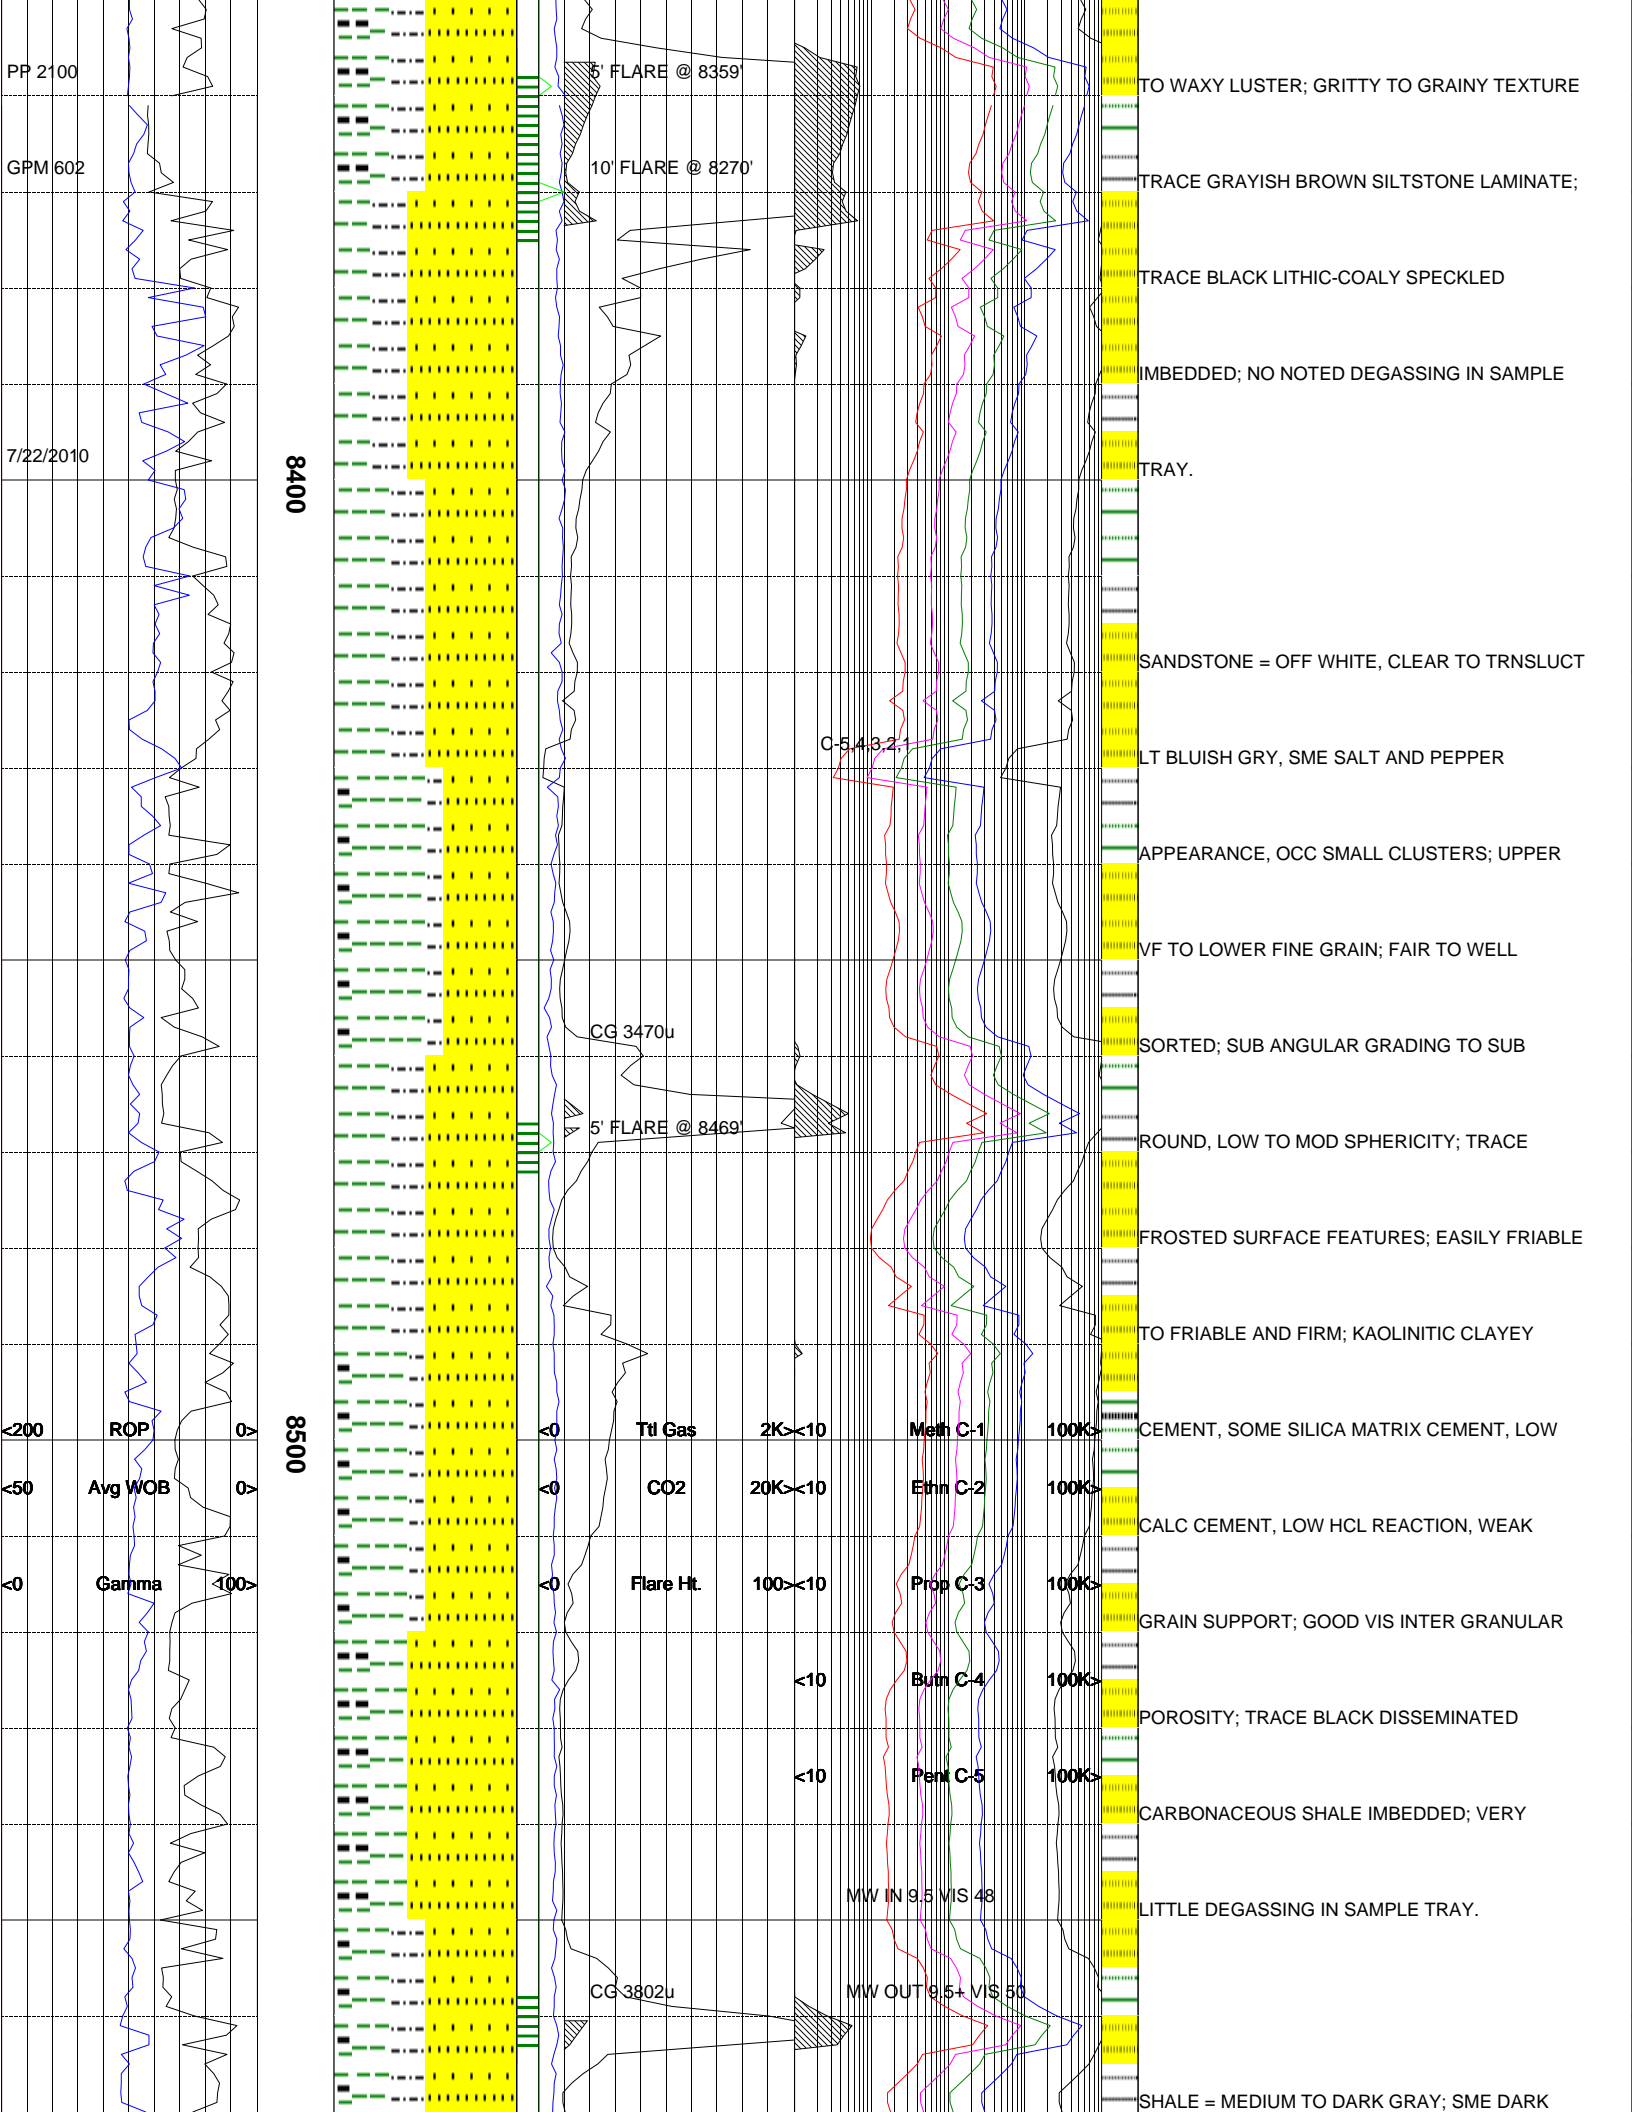 PP 2100
5' FLARE @ 8359'
TO WAXY LUSTER; GRITTY TO GRAINY TEXTURE
GPM 602
10' FLARE @ 8270'
TRACE GRAYISH BROWN SILTSTONE LAMINATE;
TRACE BLACK LITHIC-COALY SPECKLED
IMBEDDED; NO NOTED DEGASSING IN SAMPLE
7/22/2010
8400
TRAY.
SANDSTONE = OFF WHITE, CLEAR TO TRNSLUCT
C-5,4,3,2,1
LT BLUISH GRY, SME SALT AND PEPPER
APPEARANCE, OCC SMALL CLUSTERS; UPPER
VF TO LOWER FINE GRAIN; FAIR TO WELL
CG 3470u
SORTED; SUB ANGULAR GRADING TO SUB
5' FLARE @ 8469'
ROUND, LOW TO MOD SPHERICITY; TRACE
FROSTED SURFACE FEATURES; EASILY FRIABLE
TO FRIABLE AND FIRM; KAOLINITIC CLAYEY
<200 ROP 0>
8500
<0 Ttl Gas 2K>
<10 Meth C-1 100K>
CEMENT, SOME SILICA MATRIX CEMENT, LOW
<50 Avg WOB 0>
<0 CO2 20K>
<10 Ethn C-2 100K>
CALC CEMENT, LOW HCL REACTION, WEAK
<0 Gamma 100>
<0 Flare Ht. 100>
<10 Prop C-3 100K>
GRAIN SUPPORT; GOOD VIS INTER GRANULAR
<10 Butn C-4 100K>
POROSITY; TRACE BLACK DISSEMINATED
<10 Pent C-5 100K>
CARBONACEOUS SHALE IMBEDDED; VERY
MW IN 9.5 VIS 48
LITTLE DEGASSING IN SAMPLE TRAY.
CG 3802u
MW OUT 9.5+ VIS 50
SHALE = MEDIUM TO DARK GRAY; SME DARK